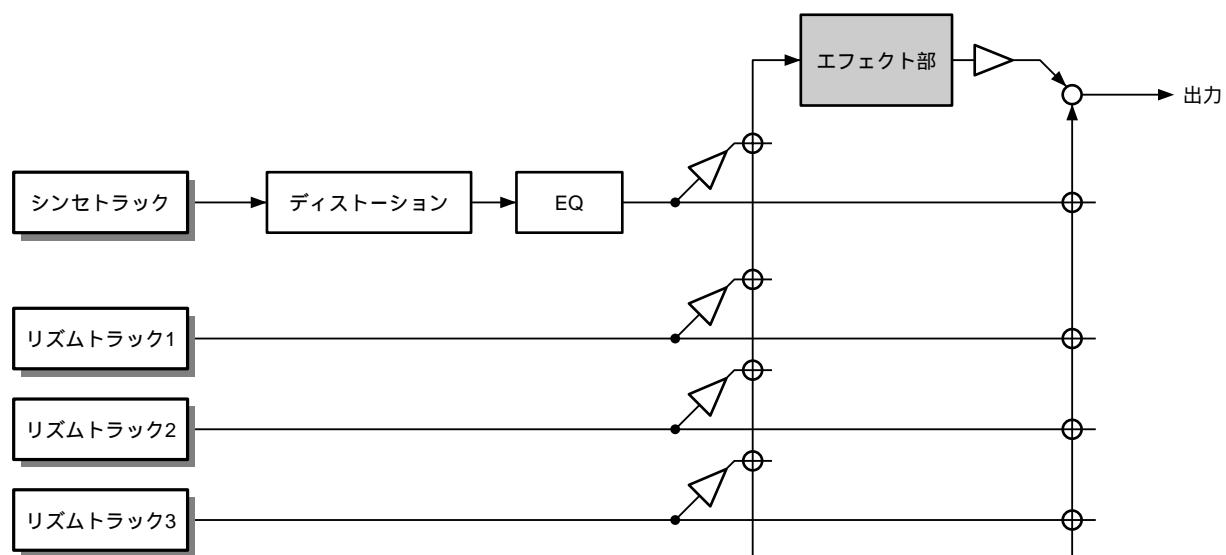 エフェクト部
出力
シンセトラック
ディストーション
EQ
リズムトラック1
リズムトラック2
リズムトラック3